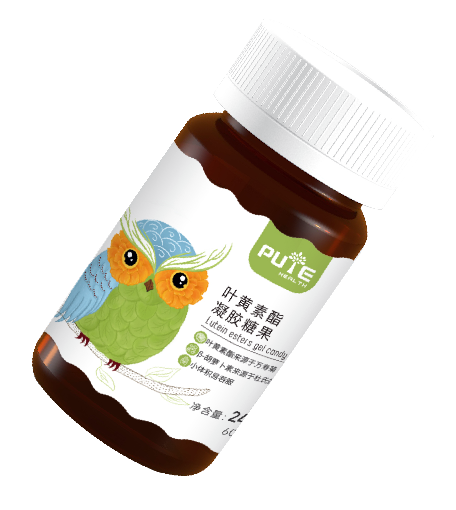 PUTE
HEALTH
叶黄素酯
凝胶糖果
Lutein esters gel candy
叶黄素酯来源于万寿菊
β-胡萝卜素来源于杜氏
小体积易吞服
净含量: 24
60